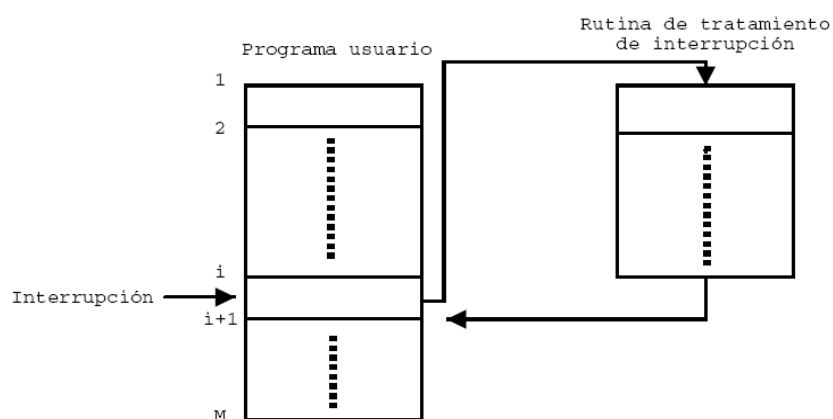 Rutina de tratamiento
de interrupción
Programa usuario
1
2
i
Interrupción
i+1
M